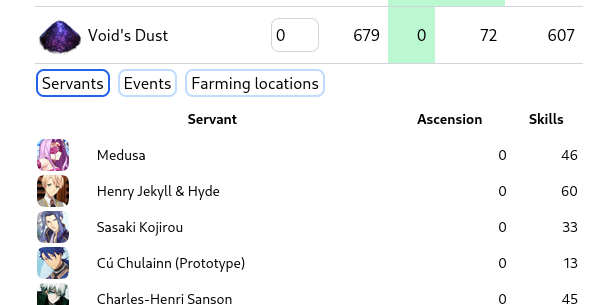 Void's Dust 0 679 0 72 607
Servants Events Farming locations
Servant Ascension Skills
Medusa 0 46
Henry Jekyll & Hyde 0 60
Sasaki Kojirou 0 33
Cú Chulainn (Prototype) 0 13
Charles-Henri Sanson 0 45